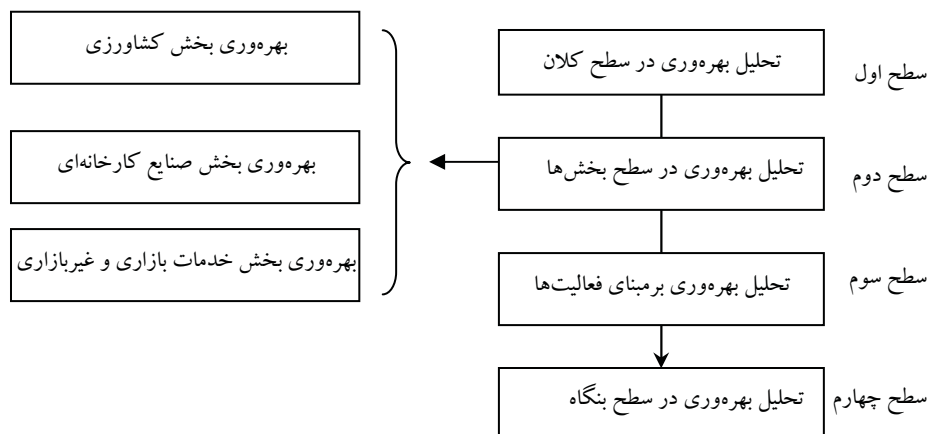 سطح اول
تحلیل بهره‌وری در سطح کلان
سطح دوم
تحلیل بهره‌وری در سطح بخش‌ها
سطح سوم
تحلیل بهره‌وری برمبنای فعالیت‌ها
سطح چهارم
تحلیل بهره‌وری در سطح بنگاه
بهره‌وری بخش کشاورزی
بهره‌وری بخش صنایع کارخانه‌ای
بهره‌وری بخش خدمات بازاری و غیربازاری